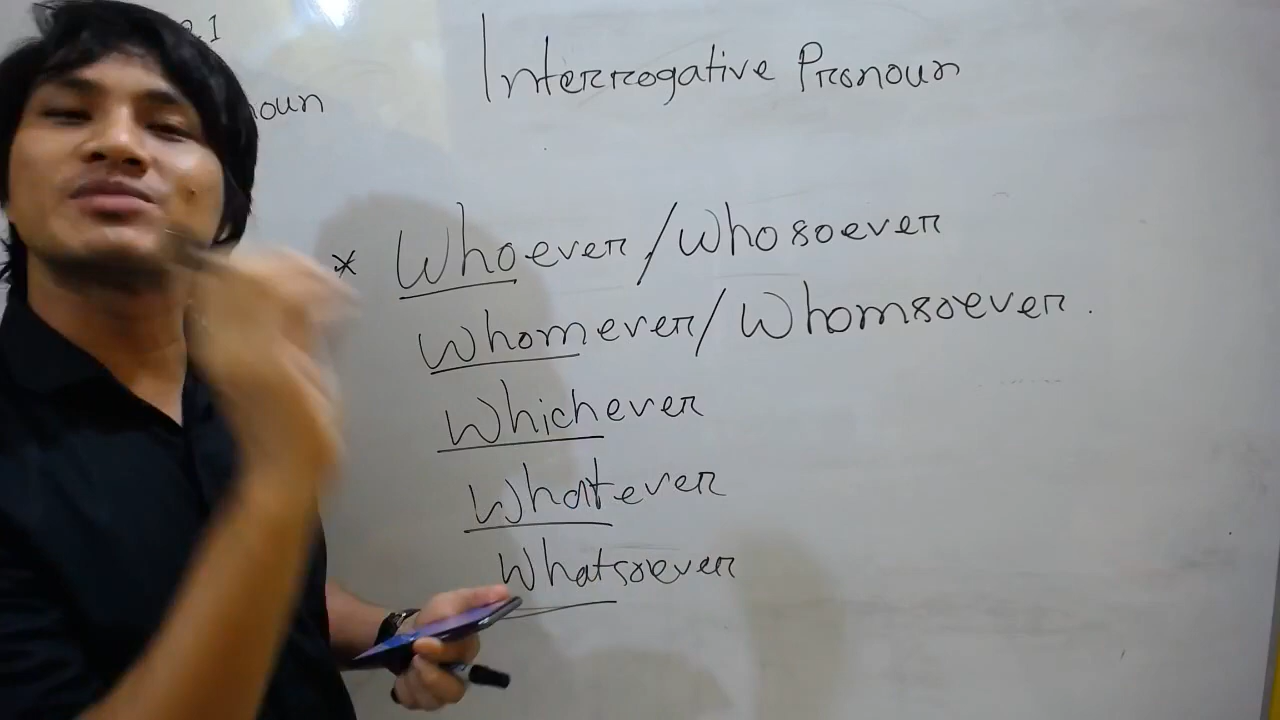 Interrogative Pronoun
* Whoever / Whosoever
Whomever / Whomsoever.
Whichever
Whatever
Whatsoever